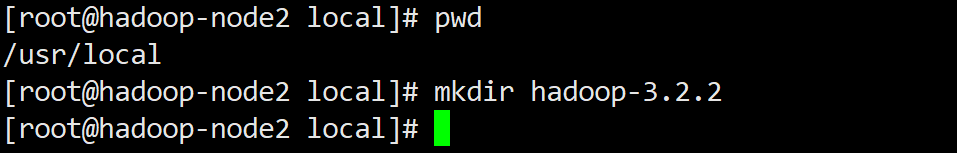 [root@hadoop-node2 local]# pwd
/usr/local
[root@hadoop-node2 local]# mkdir hadoop-3.2.2
[root@hadoop-node2 local]#